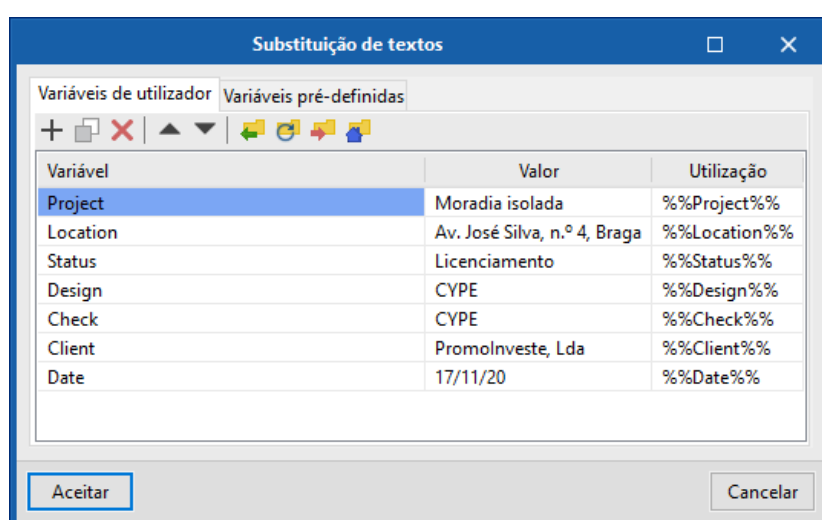 Substituição de textos
Variáveis de utilizador Variáveis pré-definidas
Variável Valor Utilização
Project Moradia isolada %%Project%%
Location Av. José Silva, n.º 4, Braga %%Location%%
Status Licenciamento %%Status%%
Design CYPE %%Design%%
Check CYPE %%Check%%
Client PromoInveste, Lda %%Client%%
Date 17/11/20 %%Date%%
Aceitar Cancelar